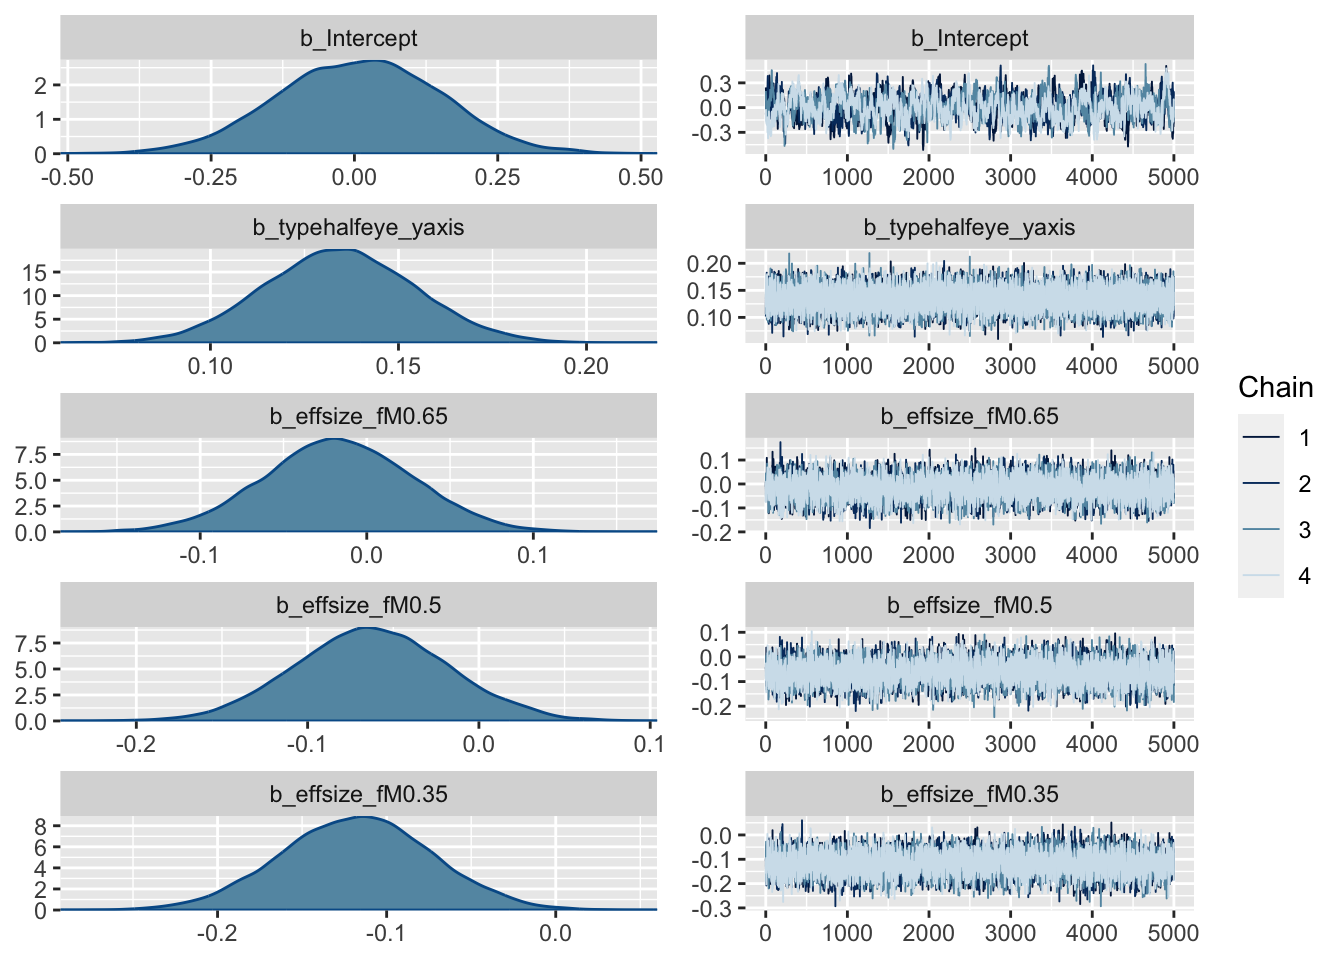 b_Intercept
2
1
0
-0.50 -0.25 0.00 0.25 0.50
b_Intercept
0.3
0.0
-0.3
0 1000 2000 3000 4000 5000
b_typehalfeye_yaxis
15
10
5
0
0.10 0.15 0.20
b_typehalfeye_yaxis
0.20
0.15
0.10
0 1000 2000 3000 4000 5000
b_effsize_fM0.65
7.5
5.0
2.5
0.0
-0.1 0.0 0.1
b_effsize_fM0.65
0.1
0.0
-0.1
-0.2
0 1000 2000 3000 4000 5000
b_effsize_fM0.5
7.5
5.0
2.5
0.0
-0.2 -0.1 0.0 0.1
b_effsize_fM0.5
0.1
0.0
-0.1
-0.2
0 1000 2000 3000 4000 5000
b_effsize_fM0.35
8
6
4
2
0
-0.2 -0.1 0.0
b_effsize_fM0.35
0.0
-0.1
-0.2
-0.3
0 1000 2000 3000 4000 5000
Chain
1
2
3
4